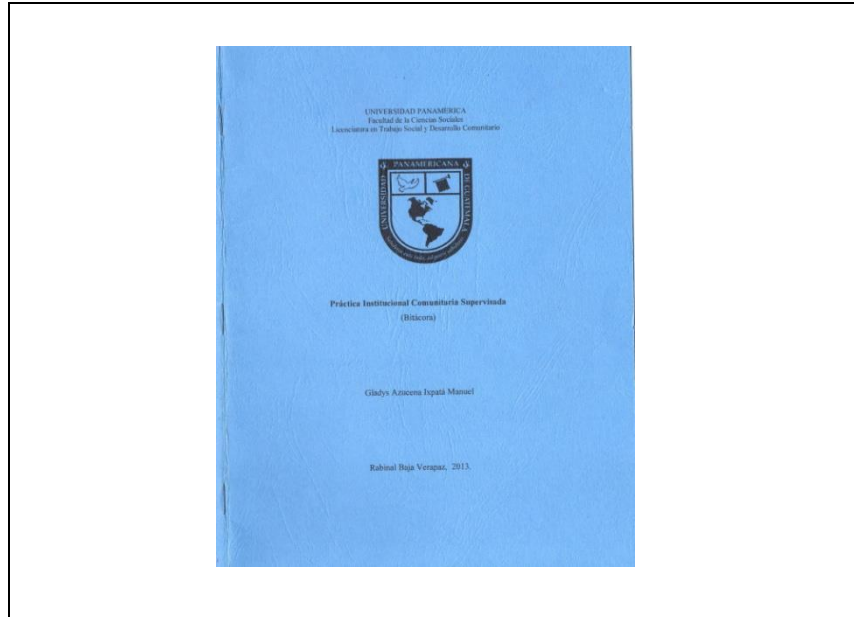 UNIVERSIDAD PANAMERICA
Facultad de la Ciencias Sociales
Licenciatura en Trabajo Social y Desarrollo Comunitario
PANAMERICANA
UNIVERSIDAD
DE GUATEMALA
Práctica Institucional Comunitaria Supervisada
(Bitácora)
Gladys Azucena Ixpatá Manuel
Rabinal Baja Verapaz, 2013.